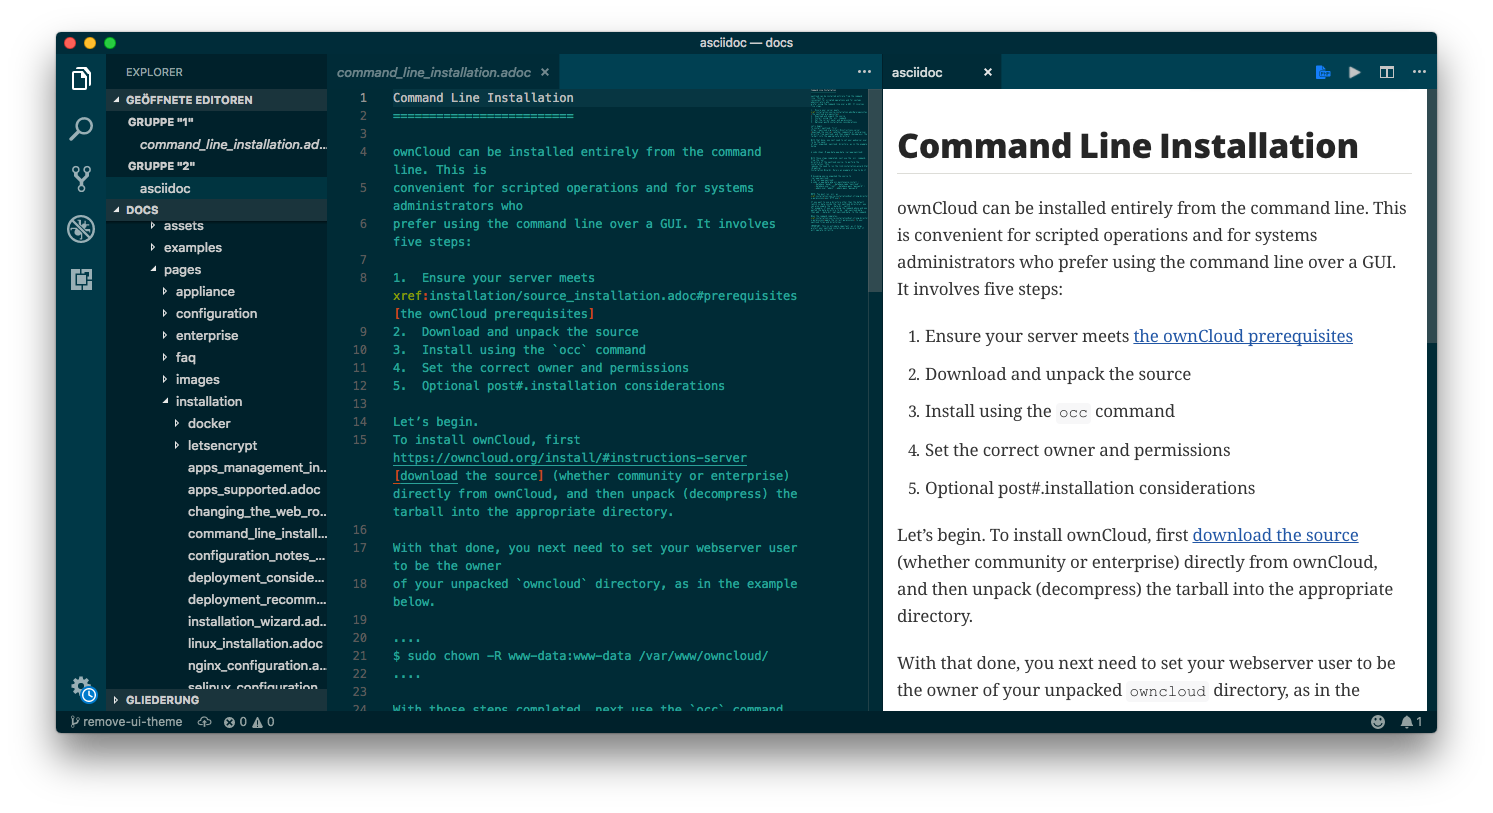 asciidoc — docs
EXPLORER
GEÖFFNETE EDITOREN
GRUPPE "1"
command_line_installation.ad...
GRUPPE "2"
asciidoc
DOCS
assets
examples
pages
appliance
configuration
enterprise
faq
images
installation
docker
letsencrypt
apps_management_in...
apps_supported.adoc
changing_the_web_ro...
command_line_install...
configuration_notes_...
deployment_conside...
deployment_recomm...
installation_wizard.ad...
linux_installation.adoc
nginx_configuration.a...
selinux_configuration
GLIEDERUNG
command_line_installation.adoc ×
1 Command Line Installation
2 =========================
3
4 ownCloud can be installed entirely from the command
line. This is
5 convenient for scripted operations and for systems
administrators who
6 prefer using the command line over a GUI. It involves
five steps:
7
8 1.  Ensure your server meets
xref:installation/source_installation.adoc#prerequisites
[the ownCloud prerequisites]
9 2.  Download and unpack the source
10 3.  Install using the `occ` command
11 4.  Set the correct owner and permissions
12 5.  Optional post#.installation considerations
13
14 Let’s begin.
15 To install ownCloud, first
https://owncloud.org/install/#instructions-server
[download the source] (whether community or enterprise)
directly from ownCloud, and then unpack (decompress) the
tarball into the appropriate directory.
16
17 With that done, you next need to set your webserver user
to be the owner
18 of your unpacked `owncloud` directory, as in the example
below.
19
20 ....
21 $ sudo chown -R www-data:www-data /var/www/owncloud/
22 ....
23
24 With those steps completed, next use the `occ` command
asciidoc ×
Command Line Installation
ownCloud can be installed entirely from the command line. This
is convenient for scripted operations and for systems
administrators who prefer using the command line over a GUI.
It involves five steps:
1. Ensure your server meets the ownCloud prerequisites
2. Download and unpack the source
3. Install using the occ command
4. Set the correct owner and permissions
5. Optional post#.installation considerations
Let’s begin. To install ownCloud, first download the source
(whether community or enterprise) directly from ownCloud,
and then unpack (decompress) the tarball into the appropriate
directory.
With that done, you next need to set your webserver user to be
the owner of your unpacked owncloud directory, as in the
remove-ui-theme 0 0 1